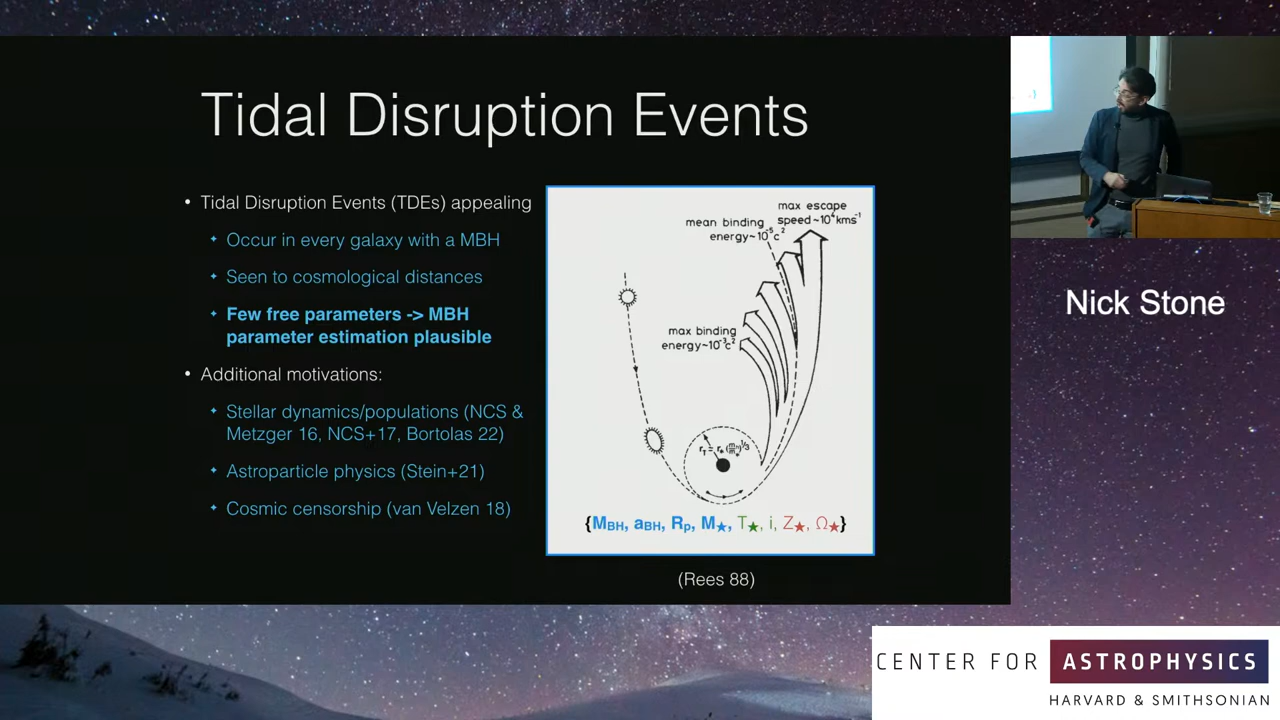 Tidal Disruption Events
• Tidal Disruption Events (TDEs) appealing
Occur in every galaxy with a MBH
Seen to cosmological distances
Few free parameters -> MBH
parameter estimation plausible
• Additional motivations:
Stellar dynamics/populations (NCS &
Metzger 16, NCS+17, Bortolas 22)
Astroparticle physics (Stein+21)
Cosmic censorship (van Velzen 18)
max escape
speed~10⁴kms⁻¹
mean binding
energy~10⁻⁵c²
max binding
energy~10⁻³c²
{MBH, aBH, Rp, M★, T★, i, Z★, Ω★}
(Rees 88)
Nick Stone
CENTER FOR ASTROPHYSICS
HARVARD & SMITHSONIAN